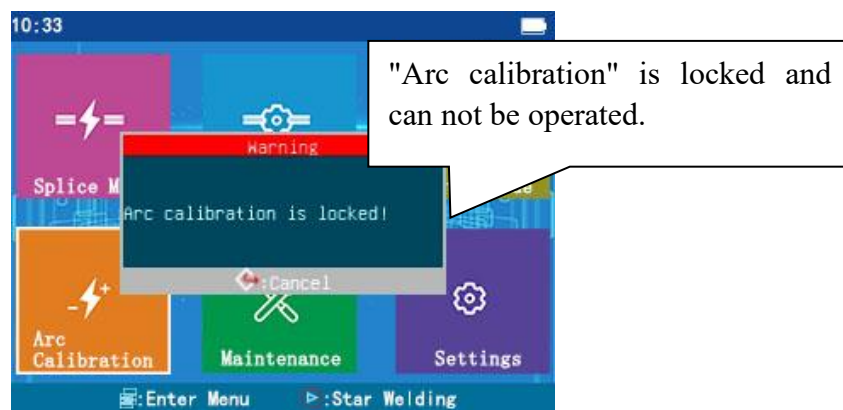 10:33
"Arc calibration" is locked and
can not be operated.
Warning
Splice M
Arc calibration is locked!
:Cancel
Arc
Calibration
Maintenance
Settings
:Enter Menu :Star Welding